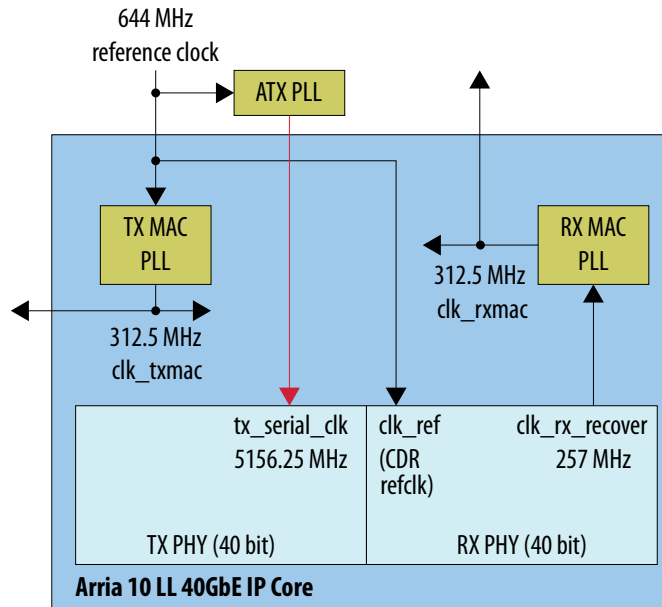 644 MHz
reference clock
ATX PLL
TX MAC
PLL
RX MAC
PLL
312.5 MHz
clk_rxmac
312.5 MHz
clk_txmac
tx_serial_clk
5156.25 MHz
clk_ref
(CDR
refclk)
clk_rx_recover
257 MHz
TX PHY (40 bit)
RX PHY (40 bit)
Arria 10 LL 40GbE IP Core